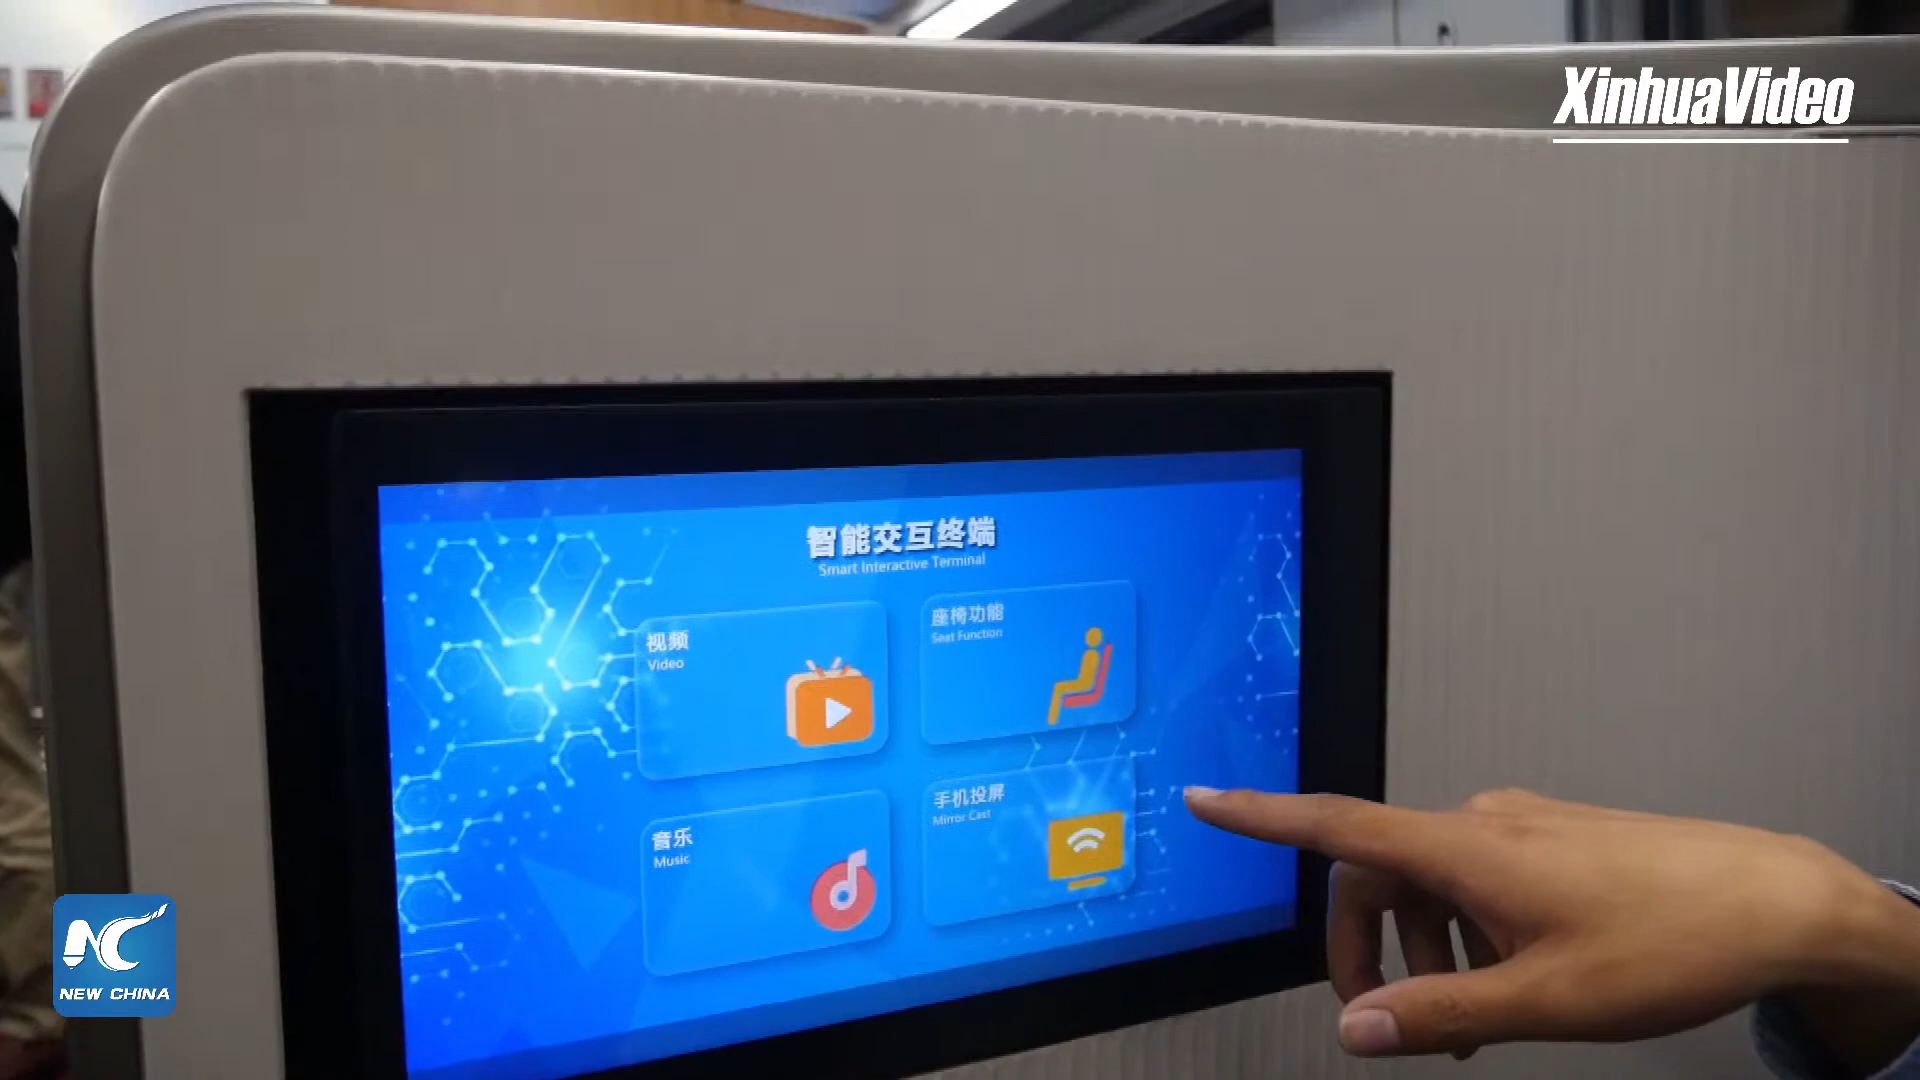 XinhuaVideo
智能交互终端
Smart Interactive Terminal
视频
Video
座椅功能
Seat Function
音乐
Music
手机投屏
Mirror Cast
NC
NEW CHINA